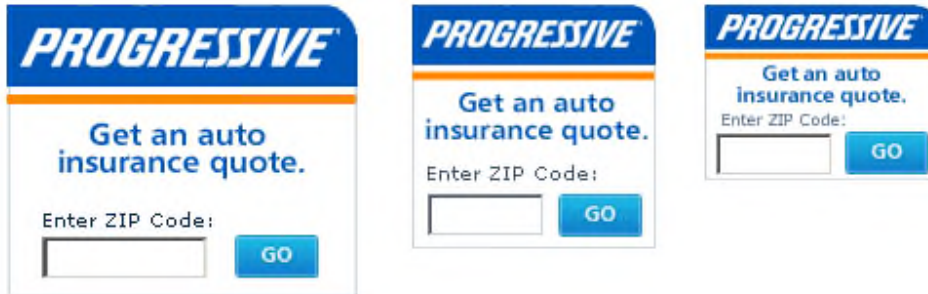 PROGRESSIVE
Get an auto
insurance quote.
Enter ZIP Code:
GO
PROGRESSIVE
Get an auto
insurance quote.
Enter ZIP Code:
GO
PROGRESSIVE
Get an auto
insurance quote.
Enter ZIP Code:
GO